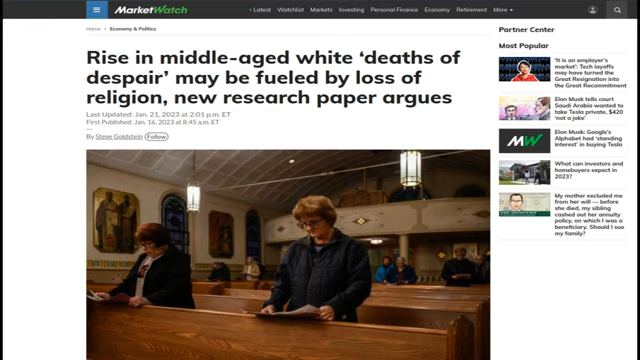 MarketWatch
Latest Watchlist Markets Investing Personal Finance Economy Retirement More
Home Economy & Politics
Rise in middle-aged white ‘deaths of
despair’ may be fueled by loss of
religion, new research paper argues
Last Updated: Jan. 21, 2023 at 2:01 p.m. ET
First Published: Jan. 16, 2023 at 8:45 a.m. ET
By Steve Goldstein Follow
Partner Center
Most Popular
‘It is on employer's
market’: Tech layoffs
may have turned the
Great Resignation into
the Great Recommitment
Elon Musk tells court
Saudi Arabia wanted to
take Tesla private, $420
‘not a joke’
Elon Musk: Google's
Alphabet had ‘standing
interest’ in buying Tesla
MW
What can investors and
homebuyers expect in
2023?
My mother excluded me
from her will — before
she died, my sibling
cashed out her annuity
policy, on which I was a
beneficiary. Should I sue
my family?